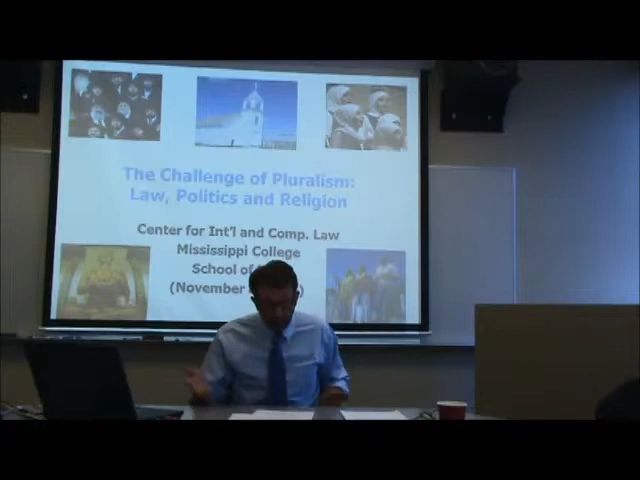 The Challenge of Pluralism:
Law, Politics and Religion
Center for Int'l and Comp. Law
Mississippi College
School of
(November
)